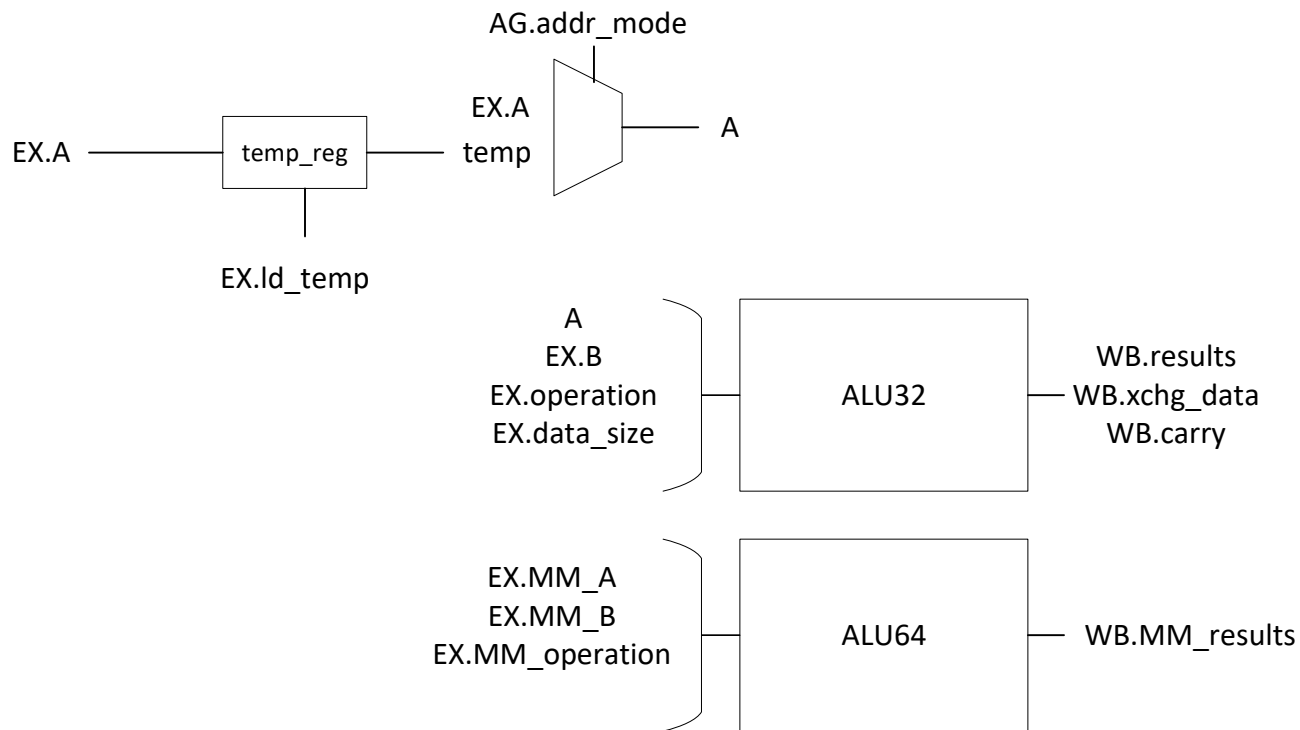 AG.addr_mode
EX.A
EX.A
temp_reg
temp
A
EX.ld_temp
A
EX.B
EX.operation
EX.data_size
ALU32
WB.results
WB.xchg_data
WB.carry
EX.MM_A
EX.MM_B
EX.MM_operation
ALU64
WB.MM_results